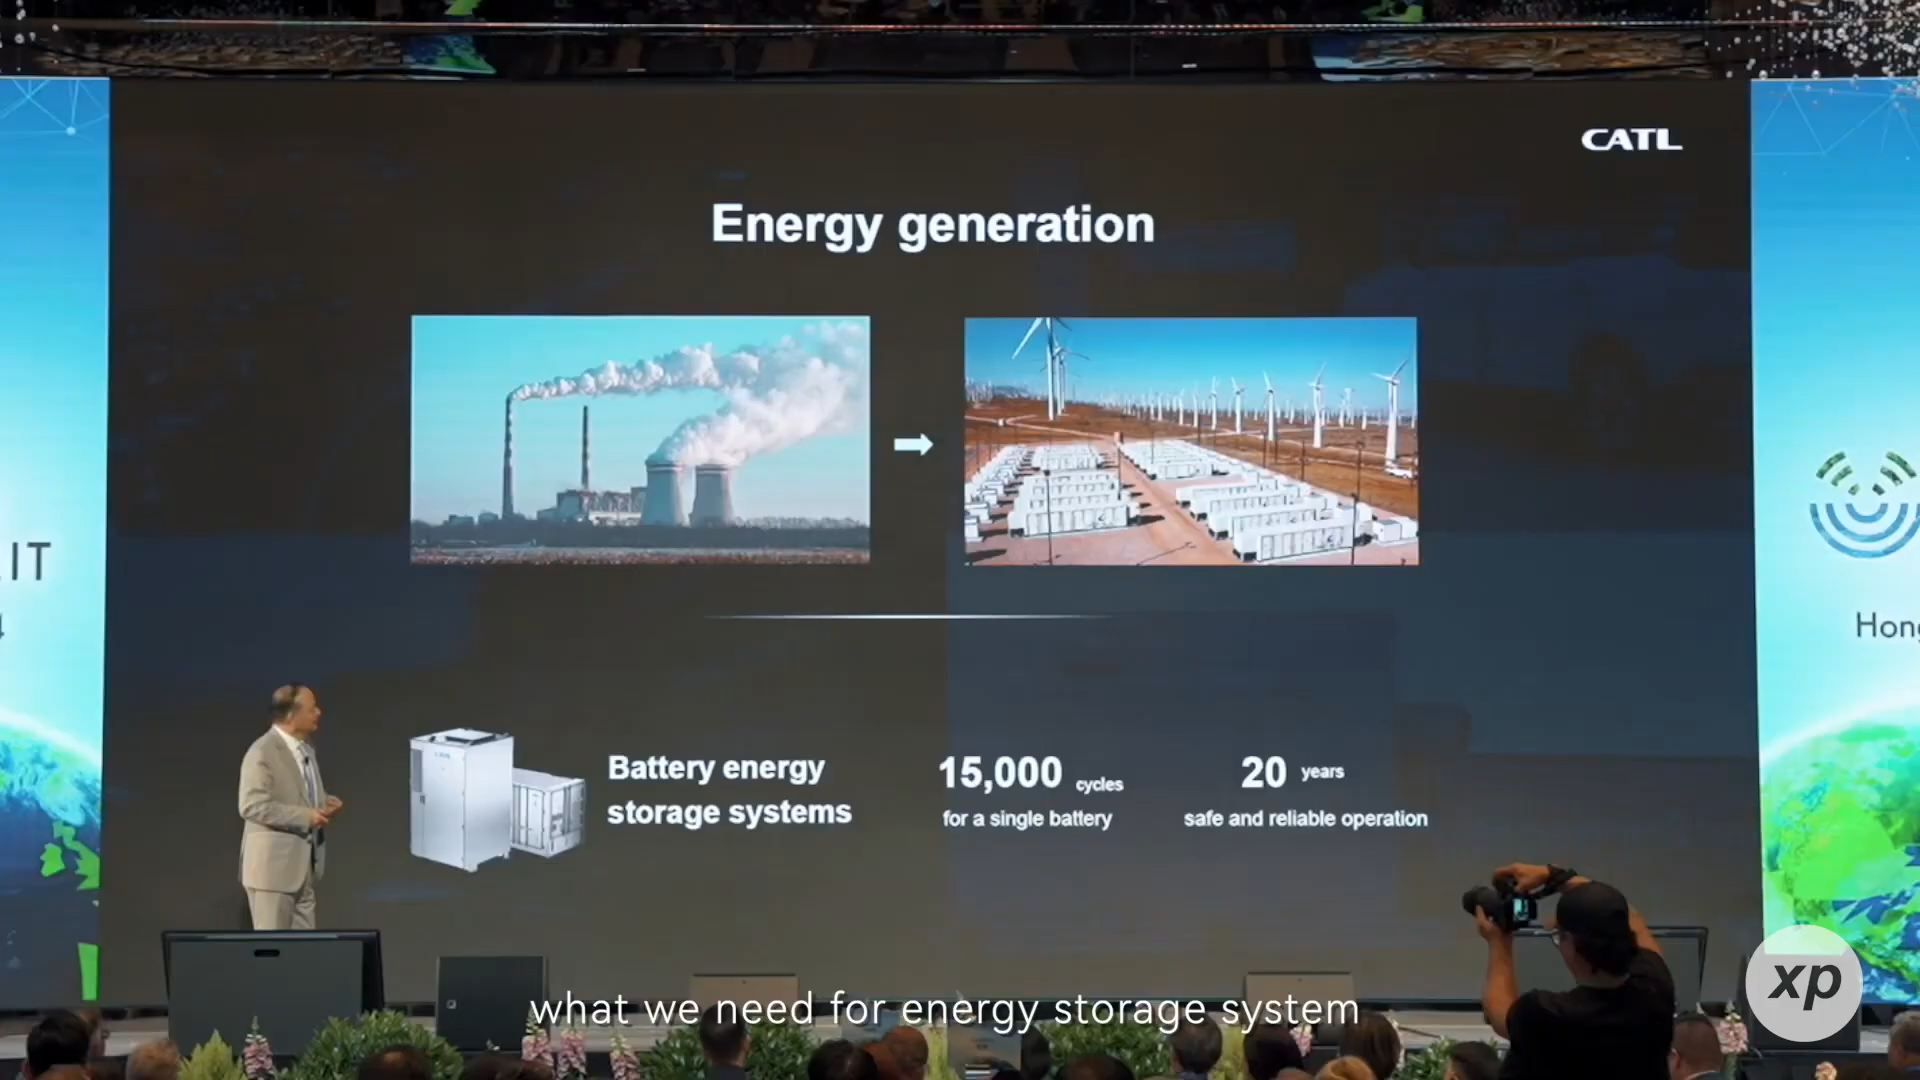 CATL
Energy generation
IT
Hong
Battery energy
storage systems
15,000 cycles
for a single battery
20 years
safe and reliable operation
what we need for energy storage system
xp